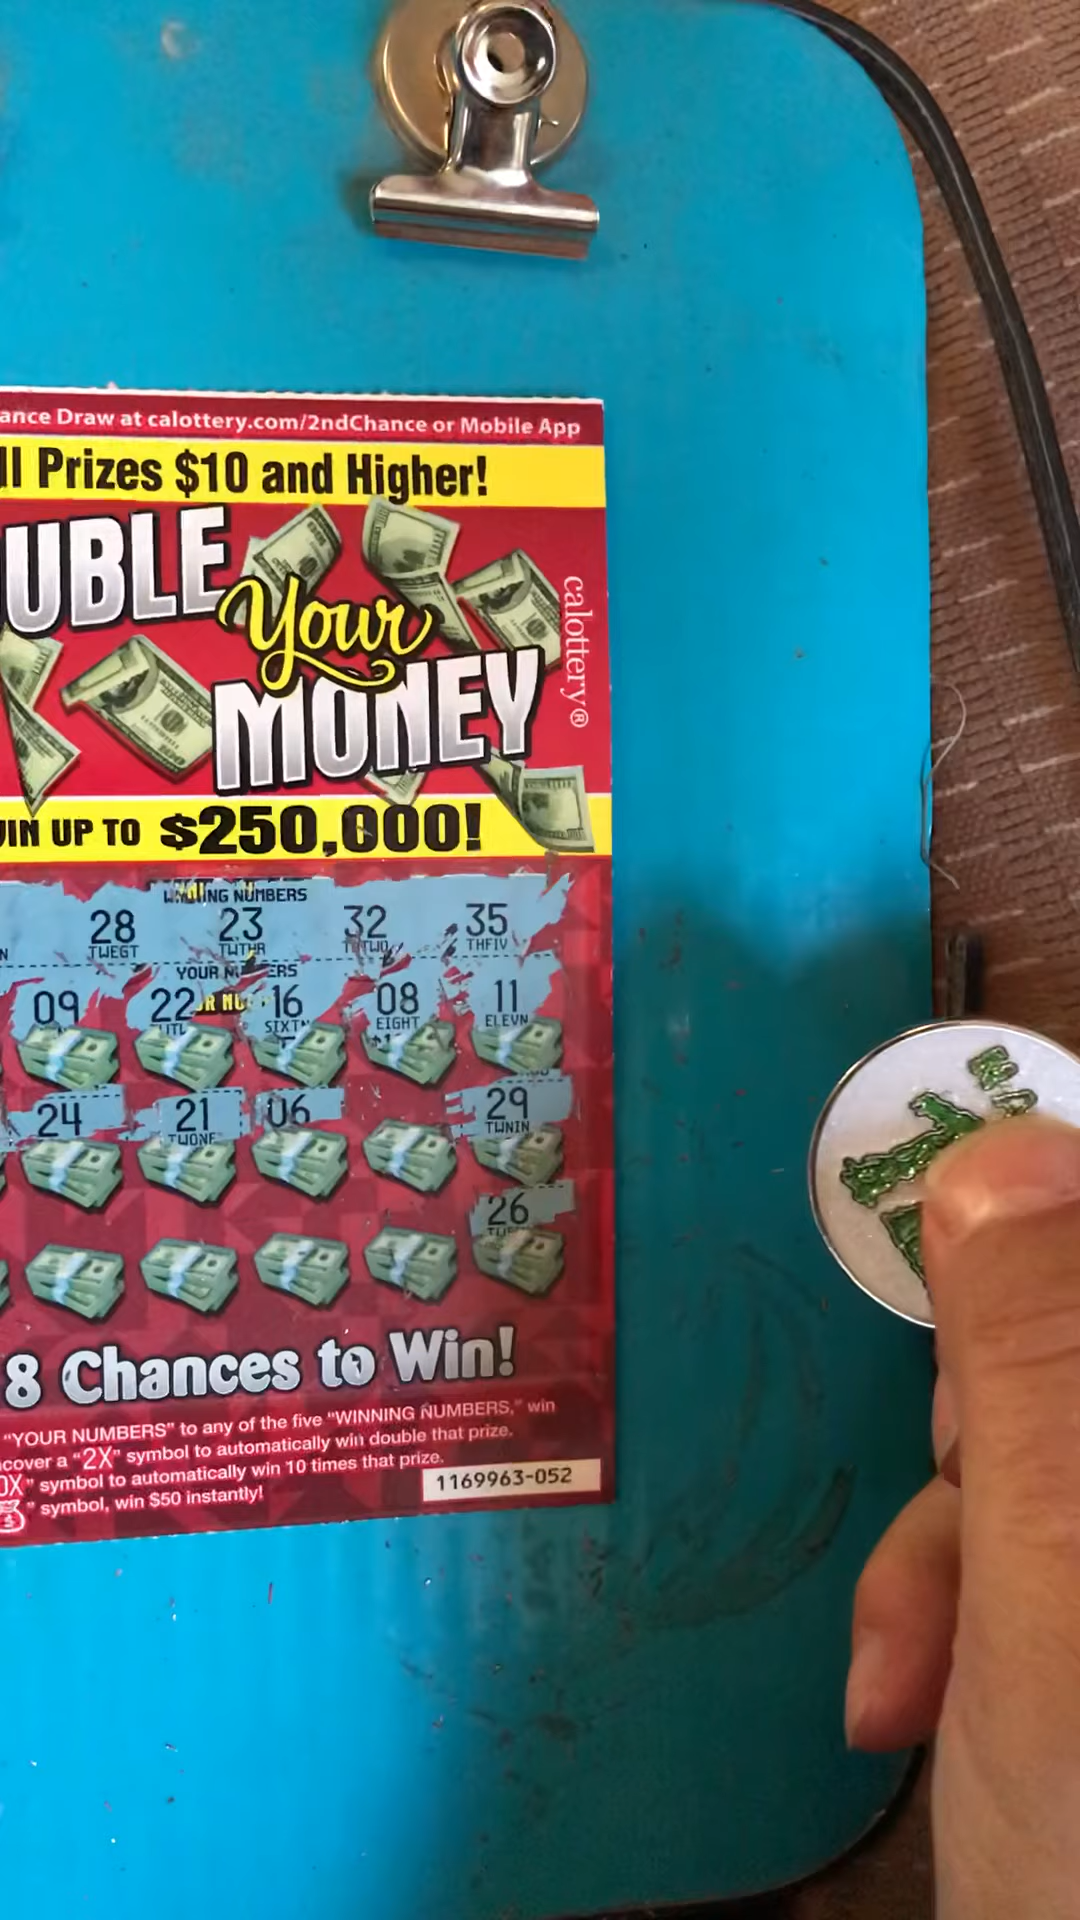 ance Draw at calottery.com/2ndChance or Mobile App
ll Prizes $10 and Higher!
UBLE
Your
MONEY
calottery®
IN UP TO $250,000!
WINNING NUMBERS
28 23 32 35
N TWEGT TWTHR THTWO THFIV
YOUR NUMBERS
09 22 16 08 11
SIXTN EIGHT ELEVN
24 21 06 29
TWONE TWNIN
26
8 Chances to Win!
"YOUR NUMBERS" to any of the five "WINNING NUMBERS," win
cover a "2X" symbol to automatically win double that prize.
0X" symbol to automatically win 10 times that prize.
" symbol, win $50 instantly!
1169963-052